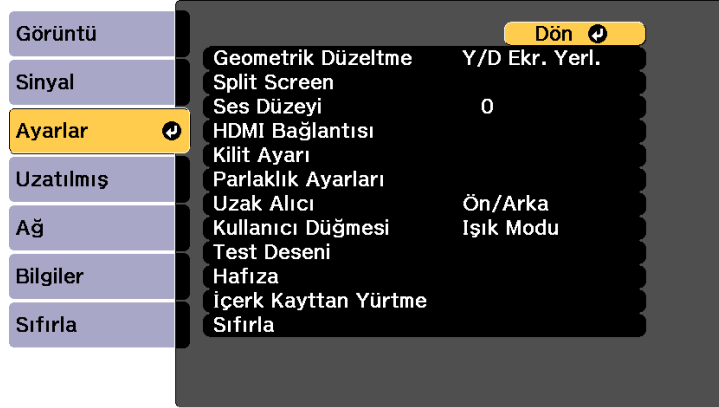 Görüntü
Sinyal
Ayarlar
Uzatılmış
Ağ
Bilgiler
Sıfırla
Dön
Geometrik Düzeltme Y/D Ekr. Yerl.
Split Screen
Ses Düzeyi 0
HDMI Bağlantısı
Kilit Ayarı
Parlaklık Ayarları
Uzak Alıcı Ön/Arka
Kullanıcı Düğmesi Işık Modu
Test Deseni
Hafıza
İçerk Kayttan Yürtme
Sıfırla